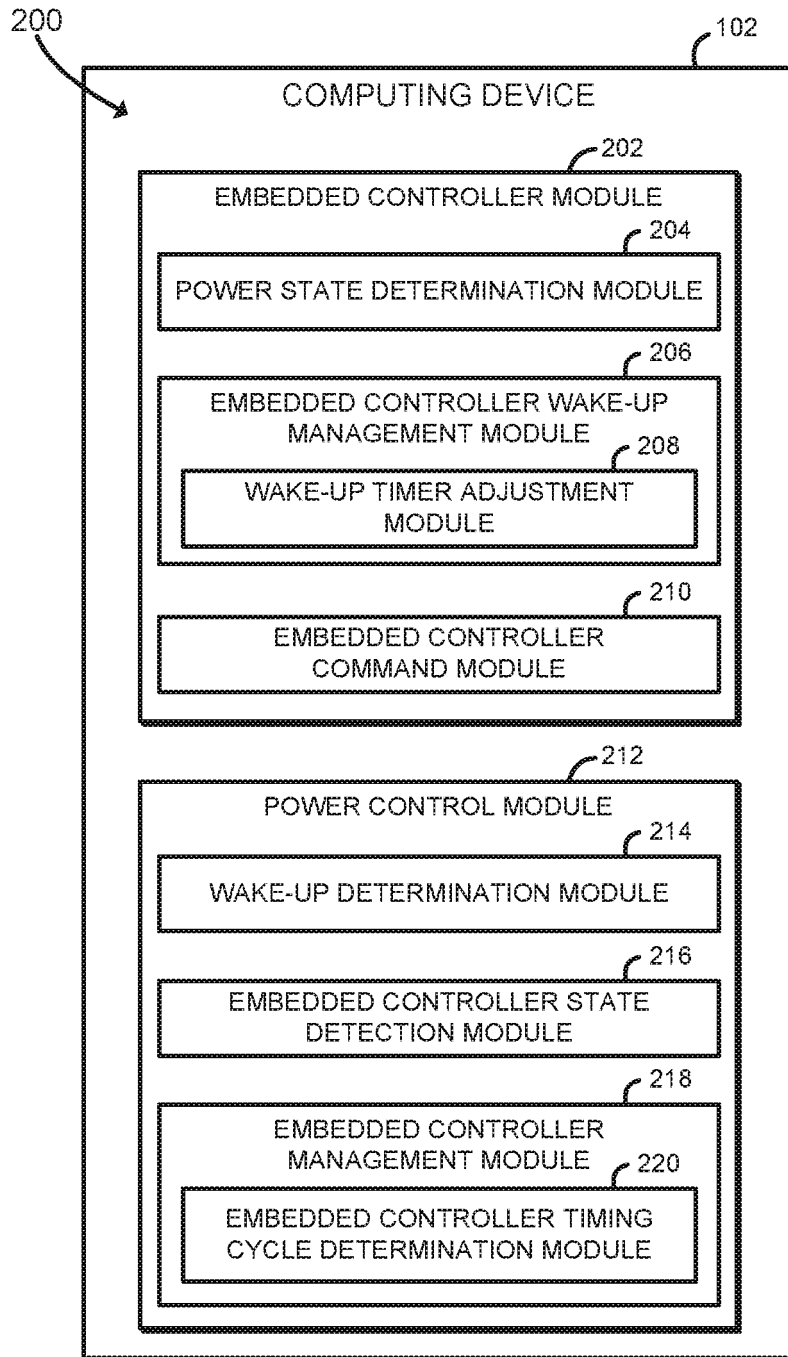 200
102
COMPUTING DEVICE
202
EMBEDDED CONTROLLER MODULE
204
POWER STATE DETERMINATION MODULE
206
EMBEDDED CONTROLLER WAKE-UP
MANAGEMENT MODULE
208
WAKE-UP TIMER ADJUSTMENT
MODULE
210
EMBEDDED CONTROLLER
COMMAND MODULE
212
POWER CONTROL MODULE
214
WAKE-UP DETERMINATION MODULE
216
EMBEDDED CONTROLLER STATE
DETECTION MODULE
218
EMBEDDED CONTROLLER
MANAGEMENT MODULE
220
EMBEDDED CONTROLLER TIMING
CYCLE DETERMINATION MODULE